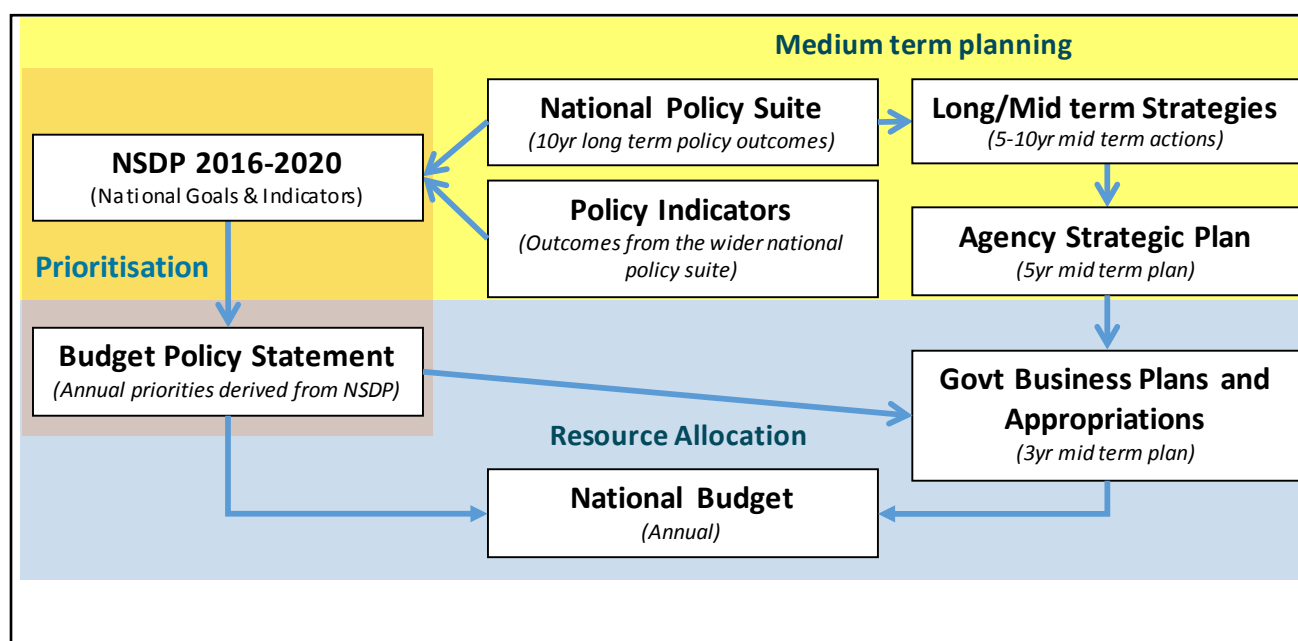 Medium term planning
National Policy Suite
(10yr long term policy outcomes)
Long/Mid term Strategies
(5-10yr mid term actions)
NSDP 2016-2020
(National Goals & Indicators)
Policy Indicators
(Outcomes from the wider national
policy suite)
Agency Strategic Plan
(5yr mid term plan)
Prioritisation
Budget Policy Statement
(Annual priorities derived from NSDP)
Govt Business Plans and
Appropriations
(3yr mid term plan)
Resource Allocation
National Budget
(Annual)